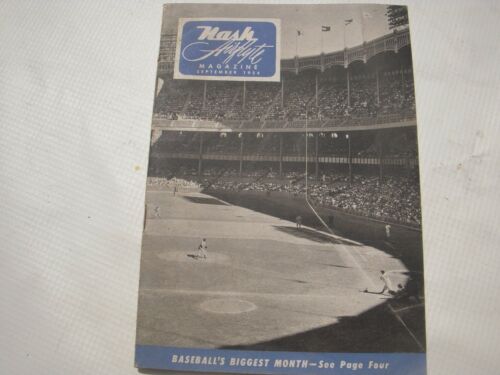 Nash
Airflyte
MAGAZINE
SEPTEMBER 1954
BASEBALL'S BIGGEST MONTH—See Page Four